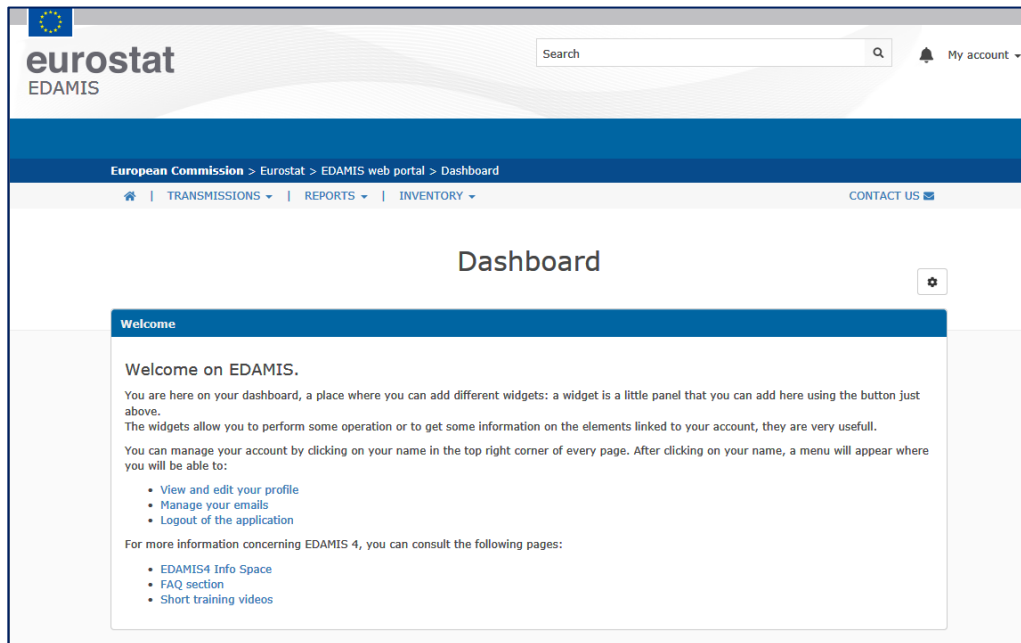 eurostat
EDAMIS
Search
My account
European Commission > Eurostat > EDAMIS web portal > Dashboard
| TRANSMISSIONS | REPORTS | INVENTORY
CONTACT US
Dashboard
Welcome
Welcome on EDAMIS.
You are here on your dashboard, a place where you can add different widgets: a widget is a little panel that you can add here using the button just
above.
The widgets allow you to perform some operation or to get some information on the elements linked to your account, they are very usefull.
You can manage your account by clicking on your name in the top right corner of every page. After clicking on your name, a menu will appear where
you will be able to:
• View and edit your profile
• Manage your emails
• Logout of the application
For more information concerning EDAMIS 4, you can consult the following pages:
• EDAMIS4 Info Space
• FAQ section
• Short training videos